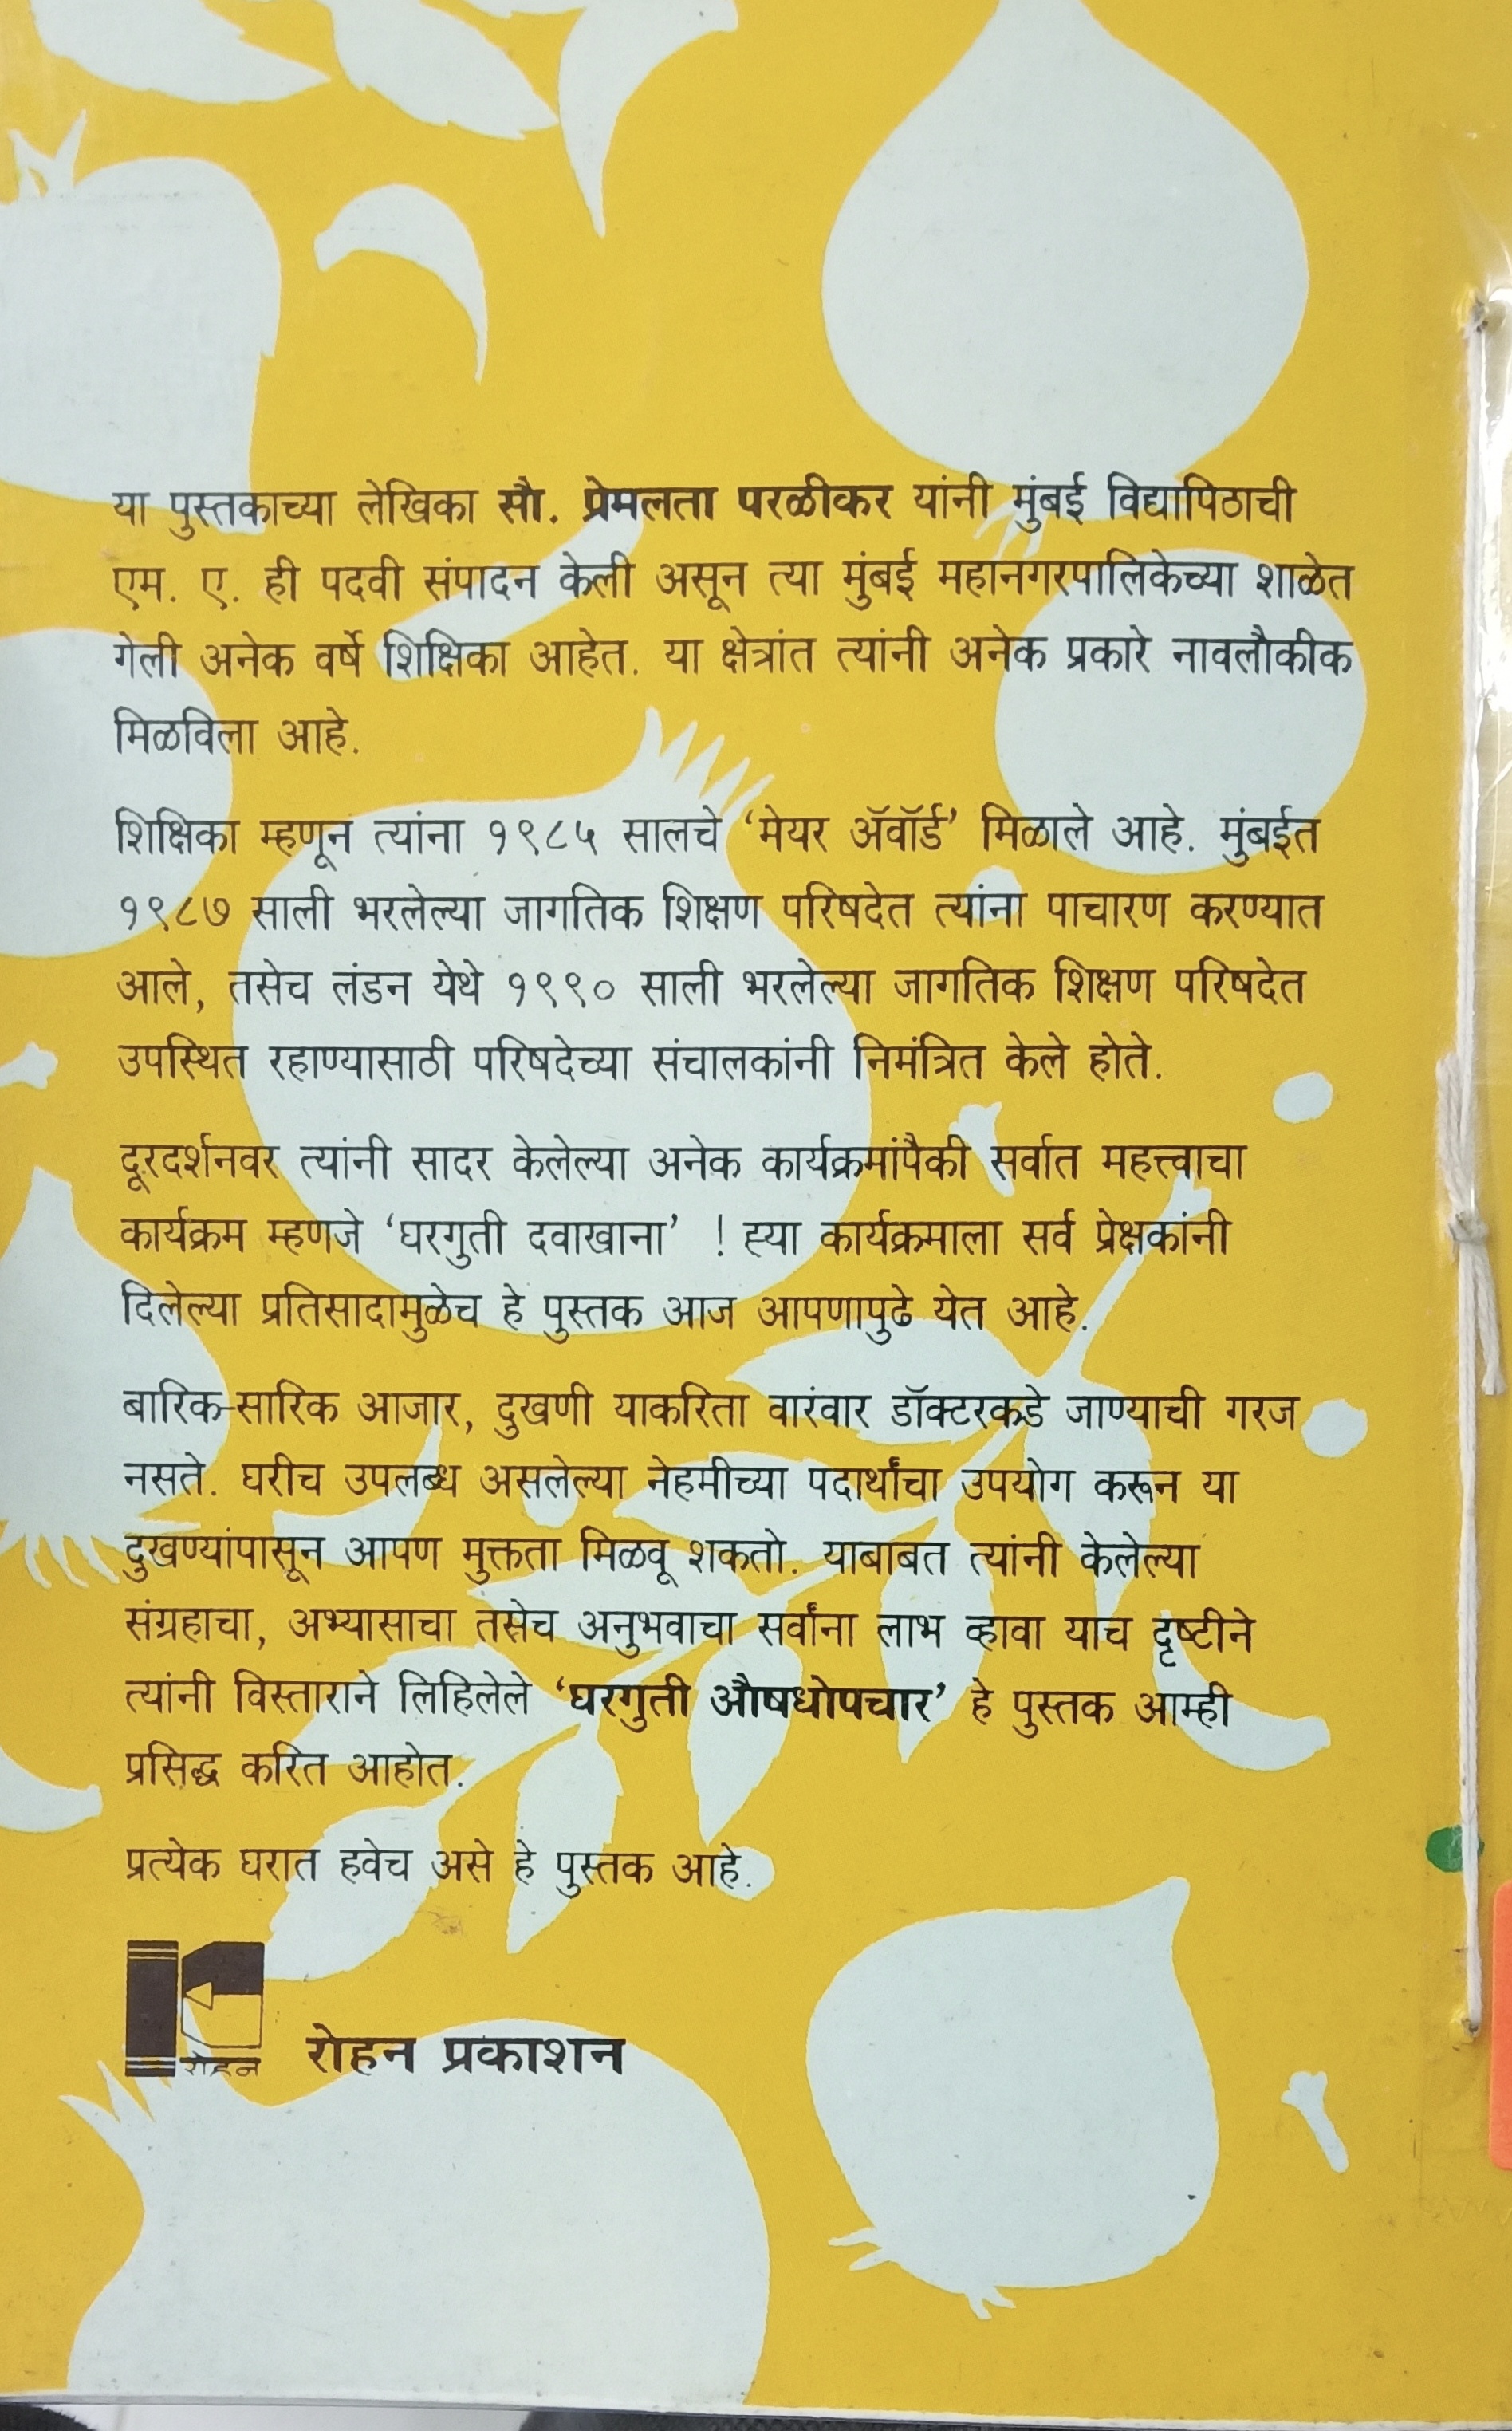 या पुस्तकाच्या लेखिका सौ. प्रेमलता परळीकर यांनी मुंबई विद्यापिठाची
एम. ए. ही पदवी संपादन केली असून त्या मुंबई महानगरपालिकेच्या शाळेत
गेली अनेक वर्षे शिक्षिका आहेत. या क्षेत्रांत त्यांनी अनेक प्रकारे नावलौकीक
मिळविला आहे.
शिक्षिका म्हणून त्यांना १९८५ सालचे ‘मेयर ॲवॉर्ड’ मिळाले आहे. मुंबईत
१९८७ साली भरलेल्या जागतिक शिक्षण परिषदेत त्यांना पाचारण करण्यात
आले, तसेच लंडन येथे १९९० साली भरलेल्या जागतिक शिक्षण परिषदेत
उपस्थित रहाण्यासाठी परिषदेच्या संचालकांनी निमंत्रित केले होते.
दूरदर्शनवर त्यांनी सादर केलेल्या अनेक कार्यक्रमांपैकी सर्वात महत्त्वाचा
कार्यक्रम म्हणजे ‘घरगुती दवाखाना’ ! ह्या कार्यक्रमाला सर्व प्रेक्षकांनी
दिलेल्या प्रतिसादामुळेच हे पुस्तक आज आपणापुढे येत आहे.
बारिक-सारिक आजार, दुखणी याकरिता वारंवार डॉक्टरकडे जाण्याची गरज
नसते. घरीच उपलब्ध असलेल्या नेहमीच्या पदार्थांचा उपयोग करून या
दुखण्यांपासून आपण मुक्तता मिळवू शकतो. याबाबत त्यांनी केलेल्या
संग्रहाचा, अभ्यासाचा तसेच अनुभवाचा सर्वांना लाभ व्हावा याच दृष्टीने
त्यांनी विस्ताराने लिहिलेले ‘घरगुती औषधोपचार’ हे पुस्तक आम्ही
प्रसिद्ध करित आहोत.
प्रत्येक घरात हवेच असे हे पुस्तक आहे.
रोहन
रोहन प्रकाशन